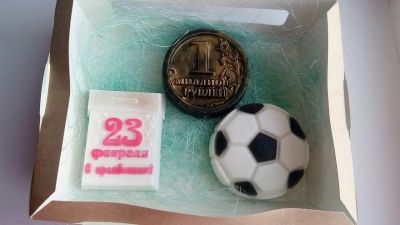 1
МИЛЛИОН
РУБЛЕЙ
23
февраля
с праздником!